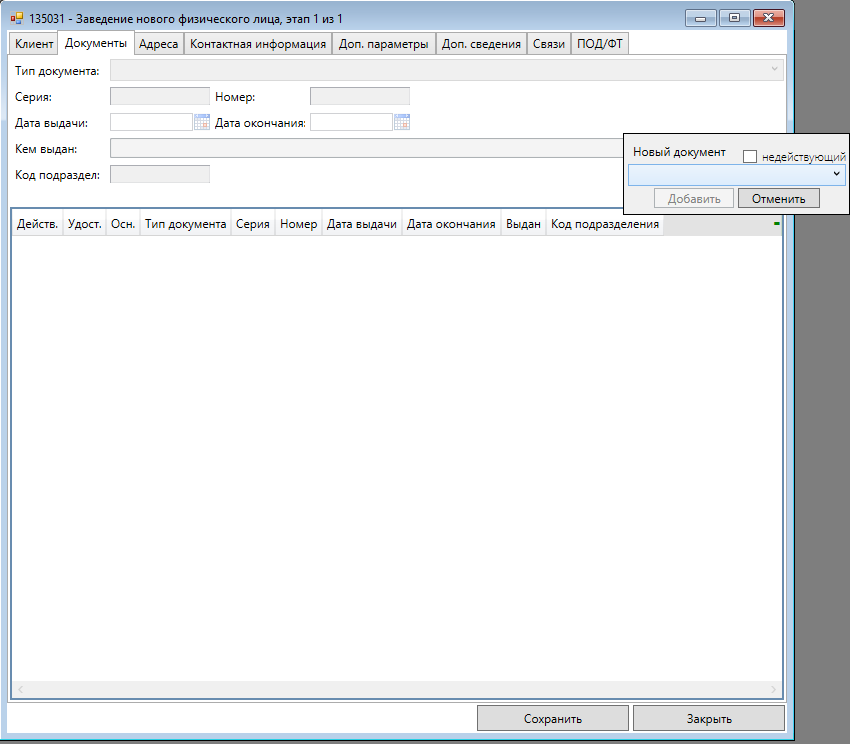 135031 - Заведение нового физического лица, этап 1 из 1
Клиент Документы Адреса Контактная информация Доп. параметры Доп. сведения Связи ПОД/ФТ
Тип документа:
Серия: Номер:
Дата выдачи: Дата окончания:
Кем выдан:
Код подраздел:
Новый документ недействующий
Добавить Отменить
Действ. Удост. Осн. Тип документа Серия Номер Дата выдачи Дата окончания Выдан Код подразделения
Сохранить Закрыть